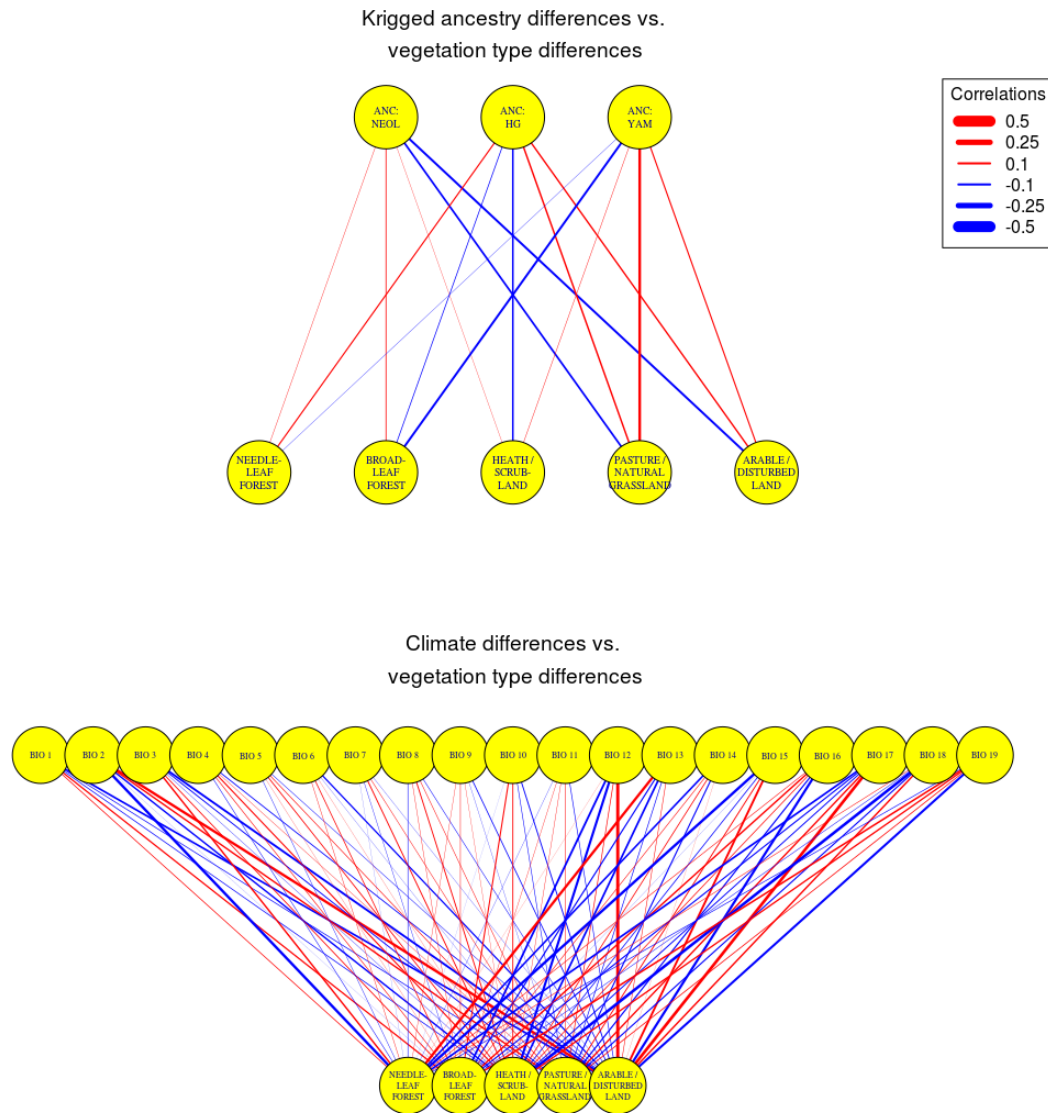 Krigged ancestry differences vs.
vegetation type differences
Correlations
0.5
0.25
0.1
-0.1
-0.25
-0.5
ANC:
NEOL
ANC:
HG
ANC:
YAM
NEEDLE-
LEAF
FOREST
BROAD-
LEAF
FOREST
HEATH /
SCRUB-
LAND
PASTURE /
NATURAL
GRASSLAND
ARABLE /
DISTURBED
LAND
Climate differences vs.
vegetation type differences
BIO 1
BIO 2
BIO 3
BIO 4
BIO 5
BIO 6
BIO 7
BIO 8
BIO 9
BIO 10
BIO 11
BIO 12
BIO 13
BIO 14
BIO 15
BIO 16
BIO 17
BIO 18
BIO 19
NEEDLE-
LEAF
FOREST
BROAD-
LEAF
FOREST
HEATH /
SCRUB-
LAND
PASTURE /
NATURAL
GRASSLAND
ARABLE /
DISTURBED
LAND